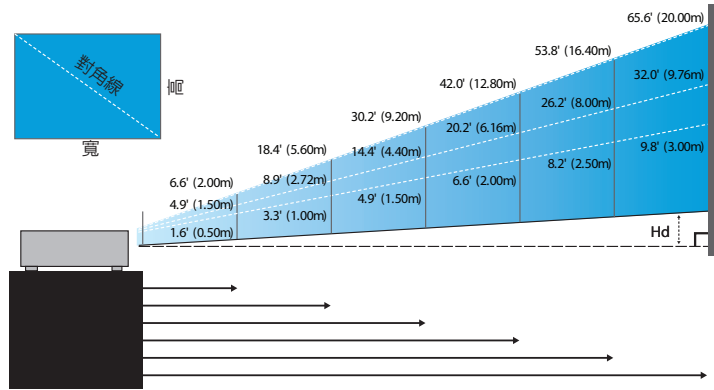 65.6' (20.00m)
53.8' (16.40m)
42.0' (12.80m)
30.2' (9.20m)
18.4' (5.60m)
6.6' (2.00m)
32.0' (9.76m)
26.2' (8.00m)
20.2' (6.16m)
14.4' (4.40m)
8.9' (2.72m)
4.9' (1.50m)
9.8' (3.00m)
8.2' (2.50m)
6.6' (2.00m)
4.9' (1.50m)
3.3' (1.00m)
1.6' (0.50m)
Hd
對角線
高
寬